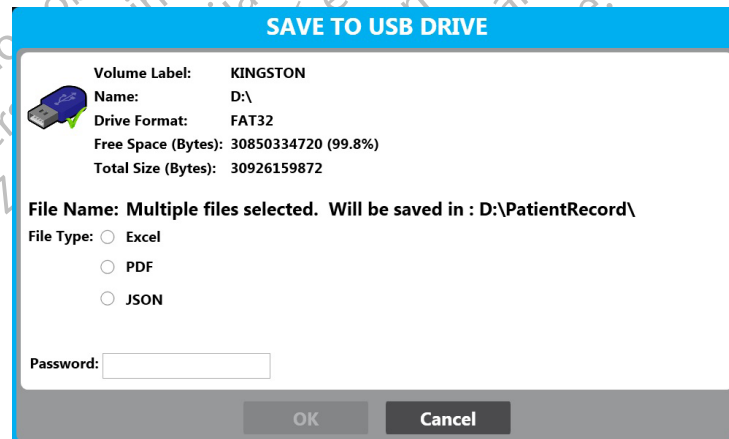 SAVE TO USB DRIVE
Volume Label: KINGSTON
Name: D:\
Drive Format: FAT32
Free Space (Bytes): 30850334720 (99.8%)
Total Size (Bytes): 30926159872
File Name: Multiple files selected. Will be saved in : D:\PatientRecord\
File Type: Excel
PDF
JSON
Password:
OK Cancel